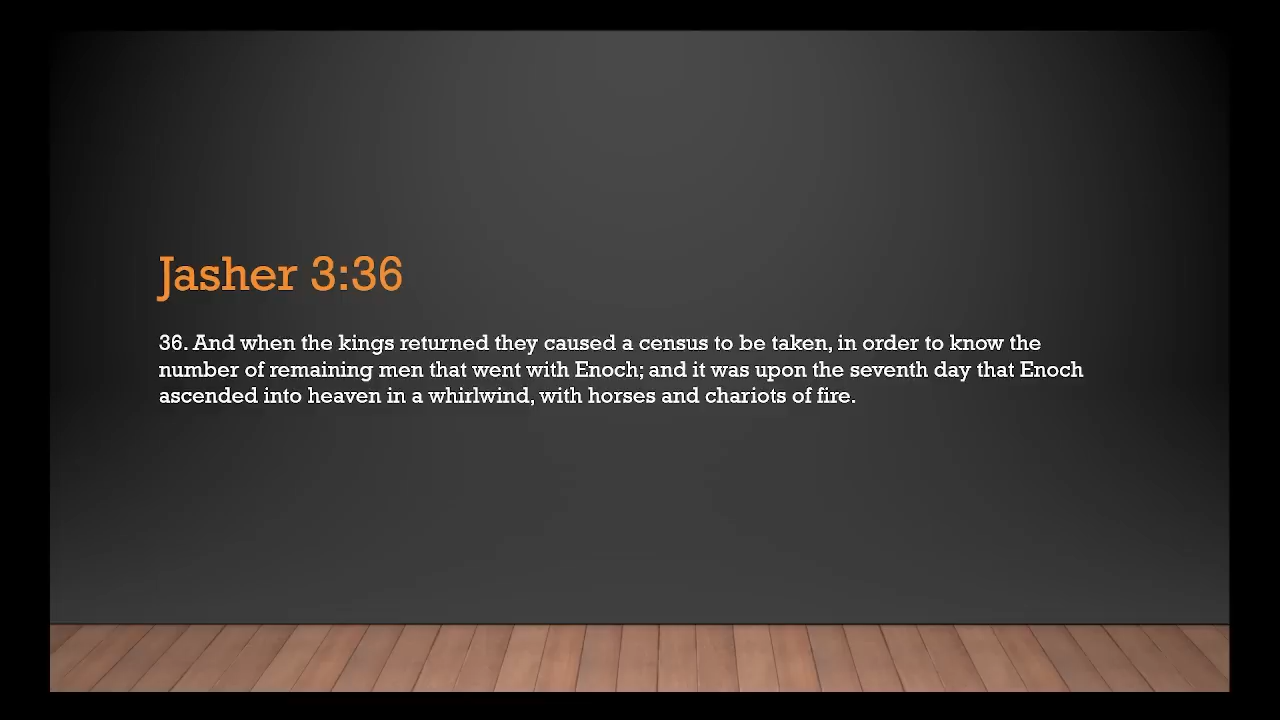 Jasher 3:36
36. And when the kings returned they caused a census to be taken, in order to know the
number of remaining men that went with Enoch; and it was upon the seventh day that Enoch
ascended into heaven in a whirlwind, with horses and chariots of fire.